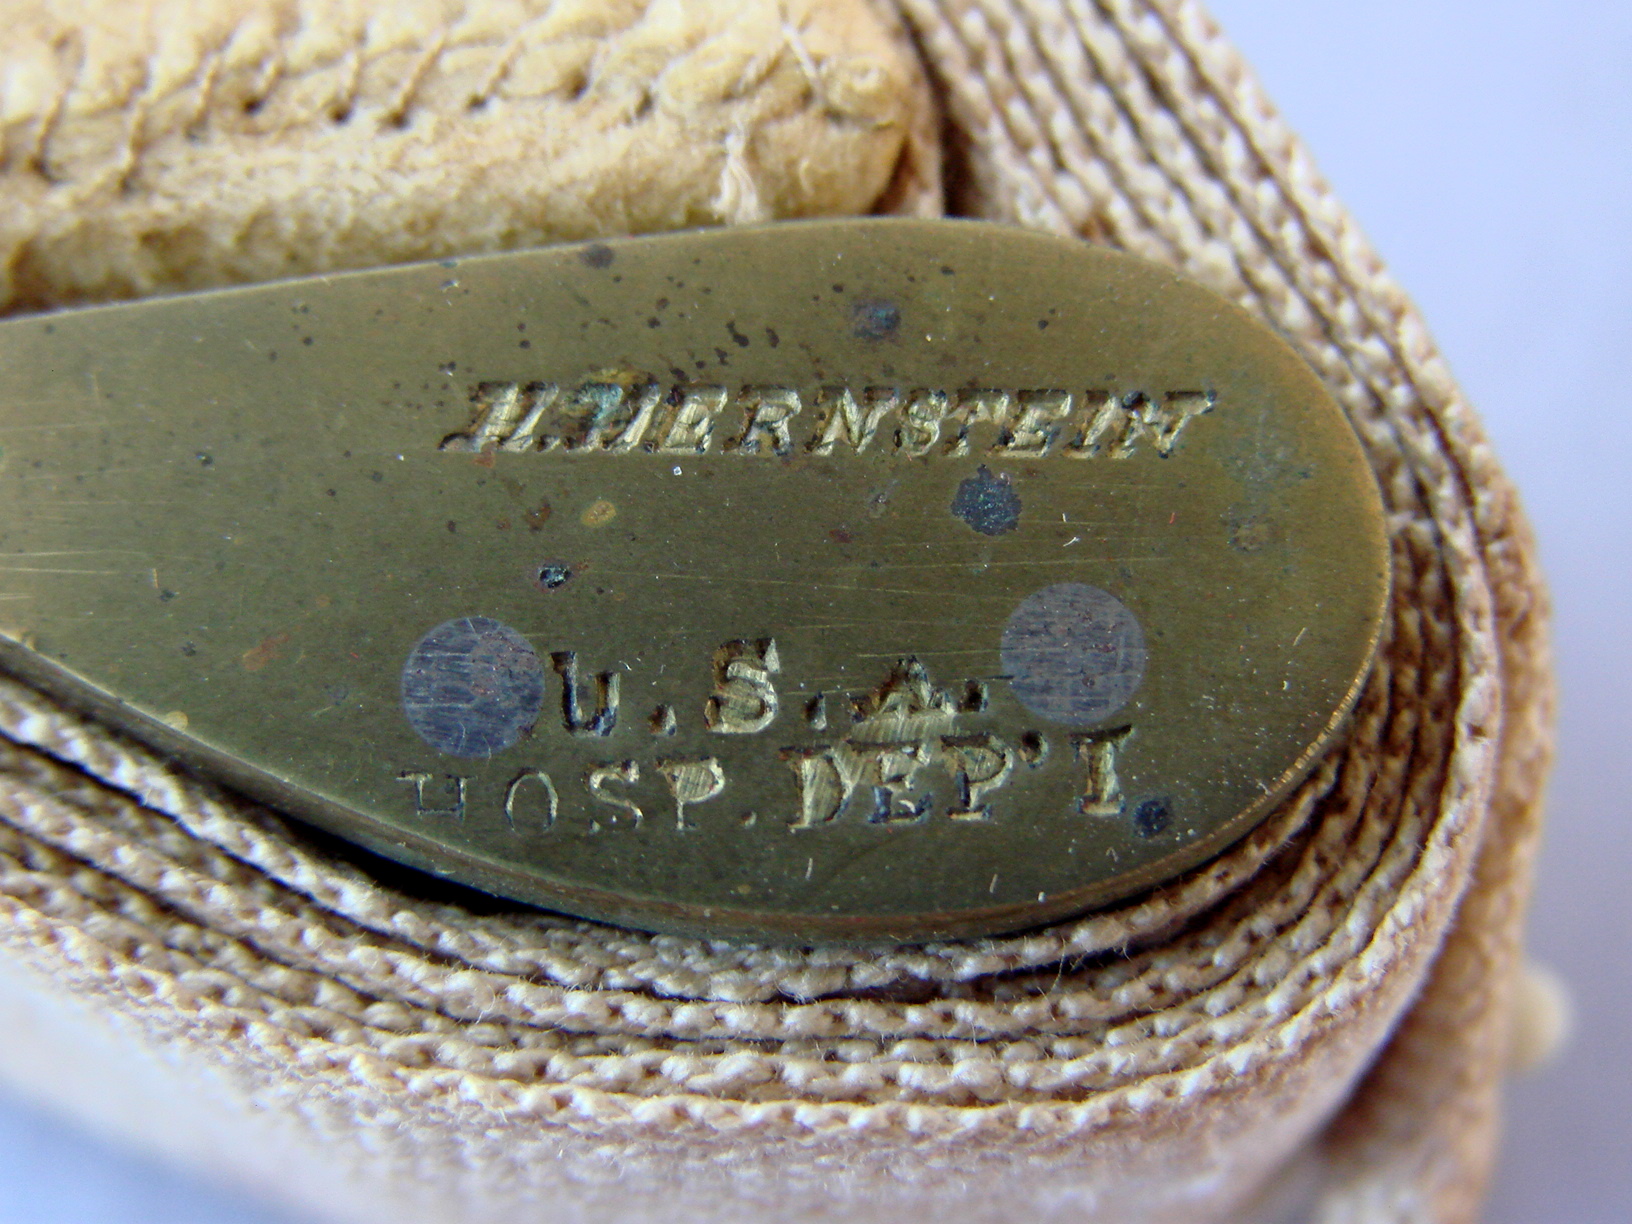 H. HERNSTEIN
U.S.A.
HOSP. DEP'T.